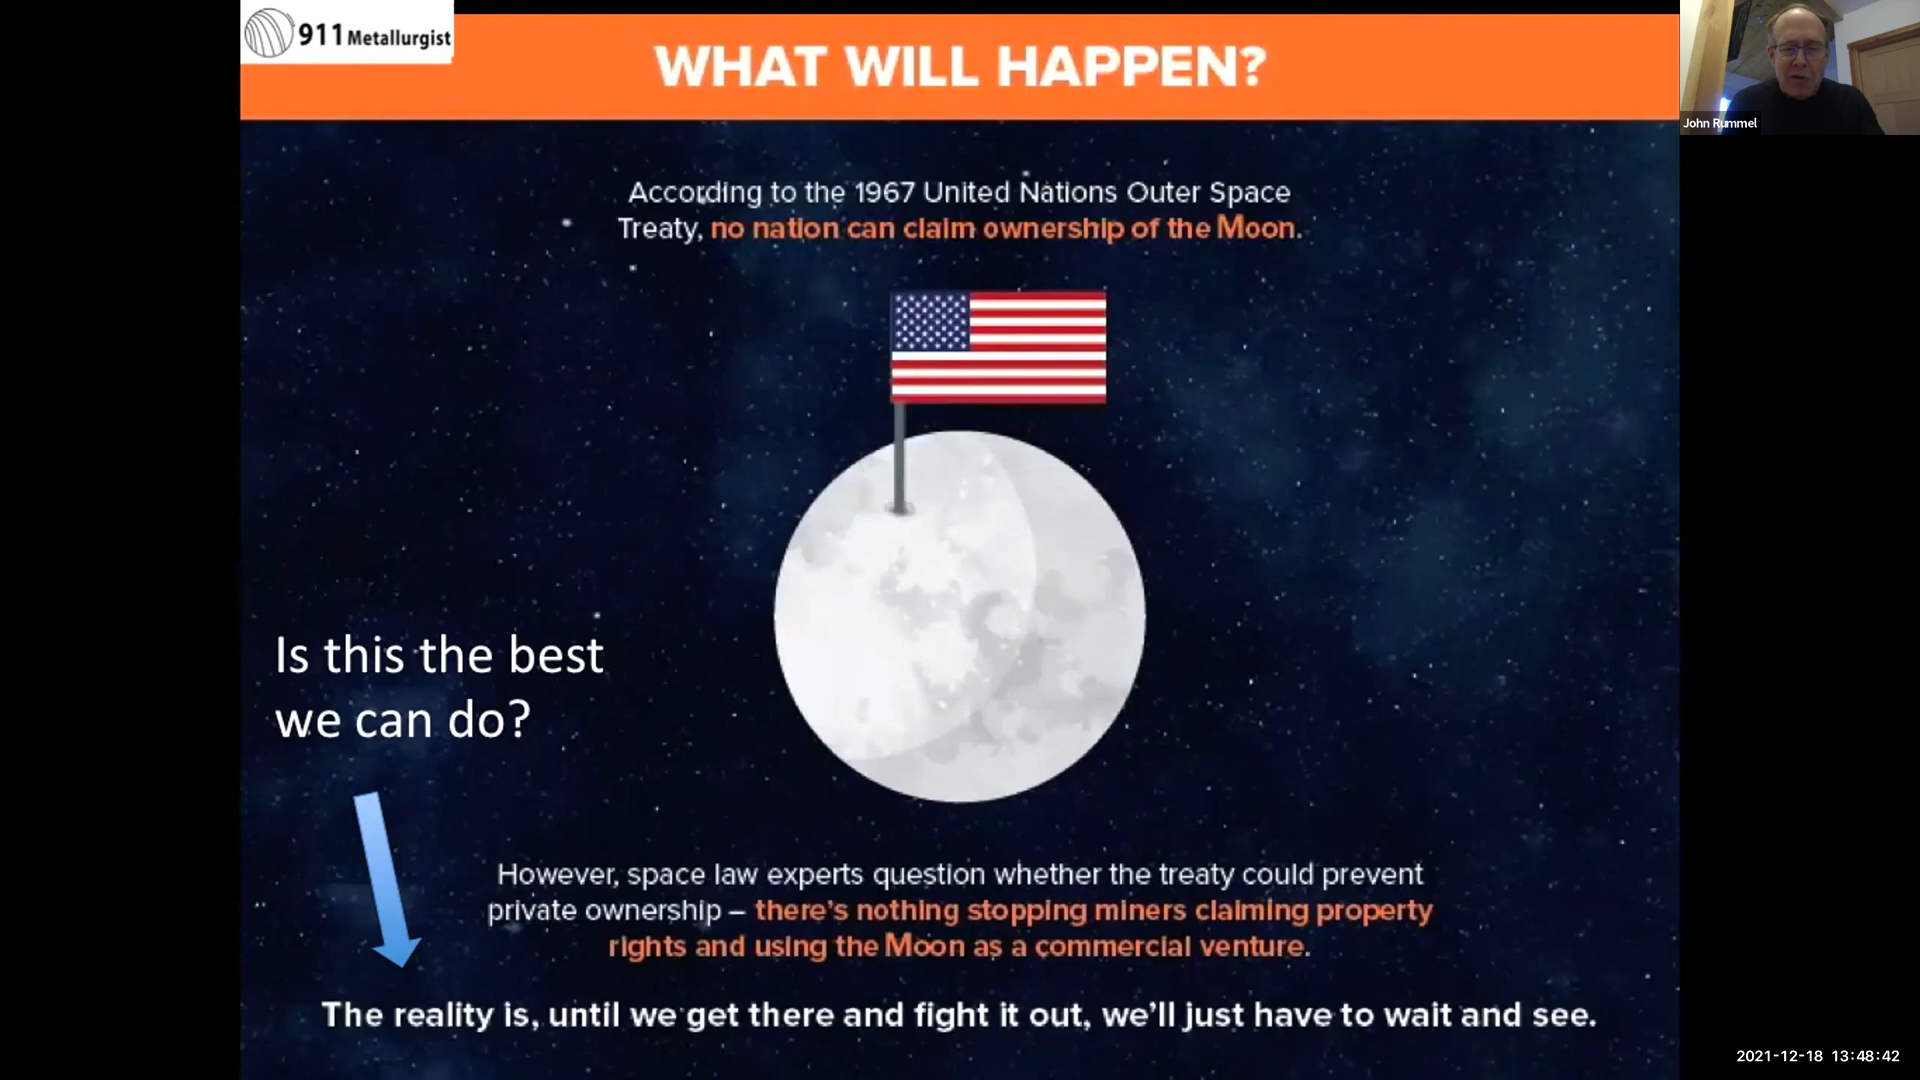 911 Metallurgist
WHAT WILL HAPPEN?
John Rummel
According to the 1967 United Nations Outer Space
Treaty, no nation can claim ownership of the Moon.
Is this the best
we can do?
However, space law experts question whether the treaty could prevent
private ownership – there's nothing stopping miners claiming property
rights and using the Moon as a commercial venture.
The reality is, until we get there and fight it out, we'll just have to wait and see.
2021-12-18 13:48:42